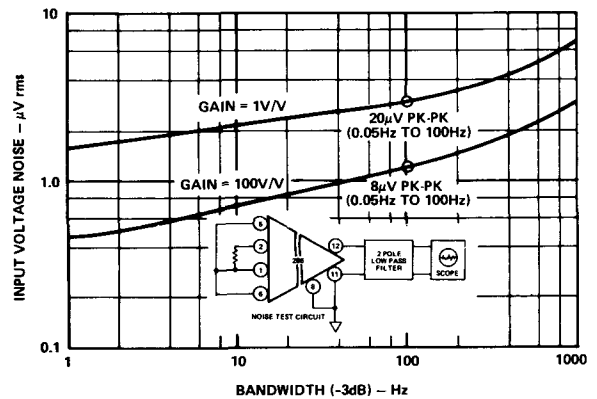 INPUT VOLTAGE NOISE – μV rms
10
1.0
0.1
GAIN = 1V/V
20μV PK-PK
(0.05Hz TO 100Hz)
GAIN = 100V/V
8μV PK-PK
(0.05Hz TO 100Hz)
5
2
1
6
12
11
8
2 POLE
LOW PASS
FILTER
SCOPE
NOISE TEST CIRCUIT
1
10
100
1000
BANDWIDTH (-3dB) – Hz